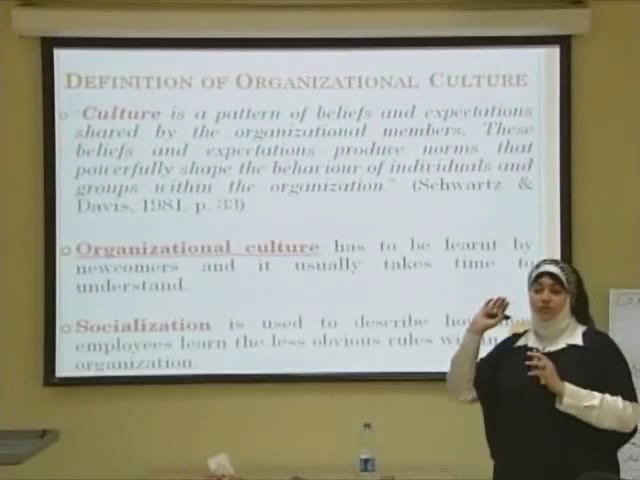 DEFINITION OF ORGANIZATIONAL CULTURE
"Culture is a pattern of beliefs and expectations
shared by the organizational members. These
beliefs and expectations produce norms that
powerfully shape the behaviour of individuals and
groups within the organization." (Schwartz &
Davis, 1981, p. 33)
Organizational culture has to be learnt by
newcomers and it usually takes time to
understand.
Socialization is used to describe how
employees learn the less obvious rules
organization.